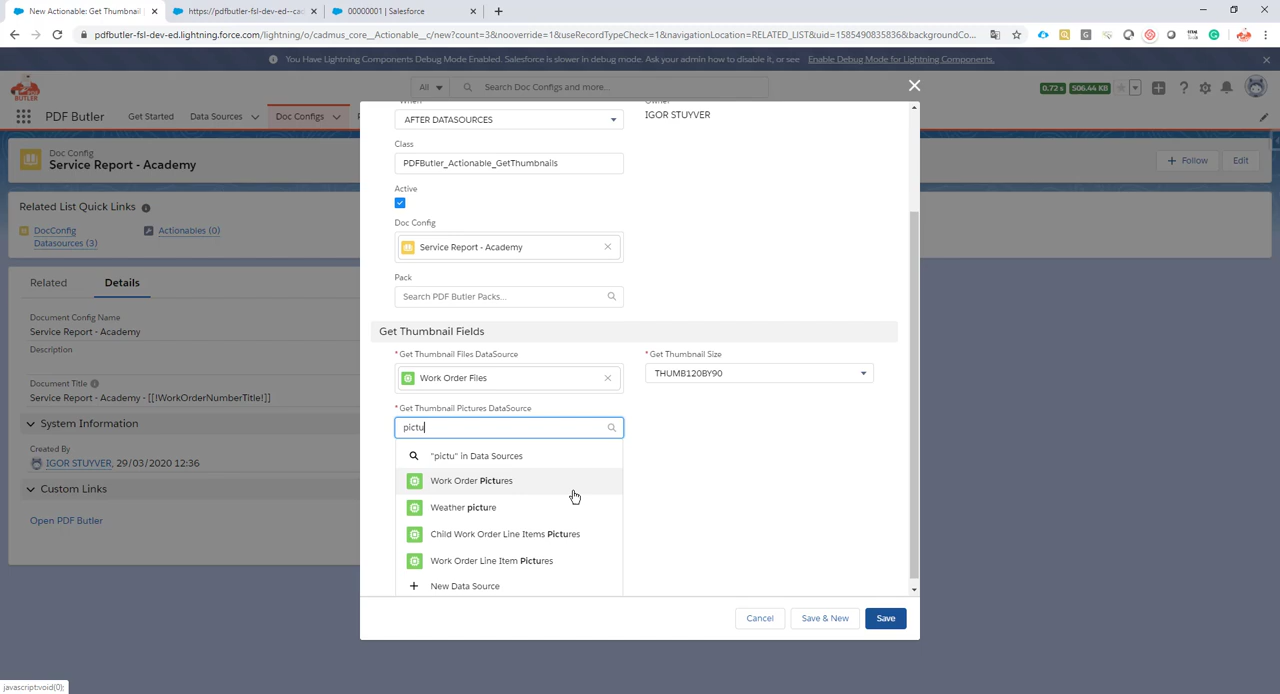 New Actionable: Get Thumbnail
https://pdfbutler-fsl-dev-ed--cad
00000001 | Salesforce
pdfbutler-fsl-dev-ed.lightning.force.com/lightning/o/cadmus_core__Actionable__c/new?count=3&nooverride=1&useRecordTypeCheck=1&navigationLocation=RELATED_LIST&uid=1585490835836&backgroundCo...
You Have Lightning Components Debug Mode Enabled. Salesforce is slower in debug mode. Ask your admin how to disable it, or see Enable Debug Mode for Lightning Components.
PDF BUTLER
All
Search Doc Configs and more...
0.72 s
506.44 KB
PDF Butler
Get Started
Data Sources
Doc Configs
Doc Config
Service Report - Academy
Follow
Edit
Related List Quick Links
DocConfig Datasources (3)
Actionables (0)
Related
Details
Document Config Name
Service Report - Academy
Description
Document Title
Service Report - Academy - [[!WorkOrderNumberTitle!]]
System Information
Created By
IGOR STUYVER, 29/03/2020 12:36
Custom Links
Open PDF Butler
When
Owner
AFTER DATASOURCES
IGOR STUYVER
Class
PDFButler_Actionable_GetThumbnails
Active
Doc Config
Service Report - Academy
Pack
Search PDF Butler Packs...
Get Thumbnail Fields
* Get Thumbnail Files DataSource
* Get Thumbnail Size
Work Order Files
THUMB120BY90
* Get Thumbnail Pictures DataSource
pictu
"pictu" in Data Sources
Work Order Pictures
Weather picture
Child Work Order Line Items Pictures
Work Order Line Item Pictures
New Data Source
Cancel
Save & New
Save
javascript:void(0);